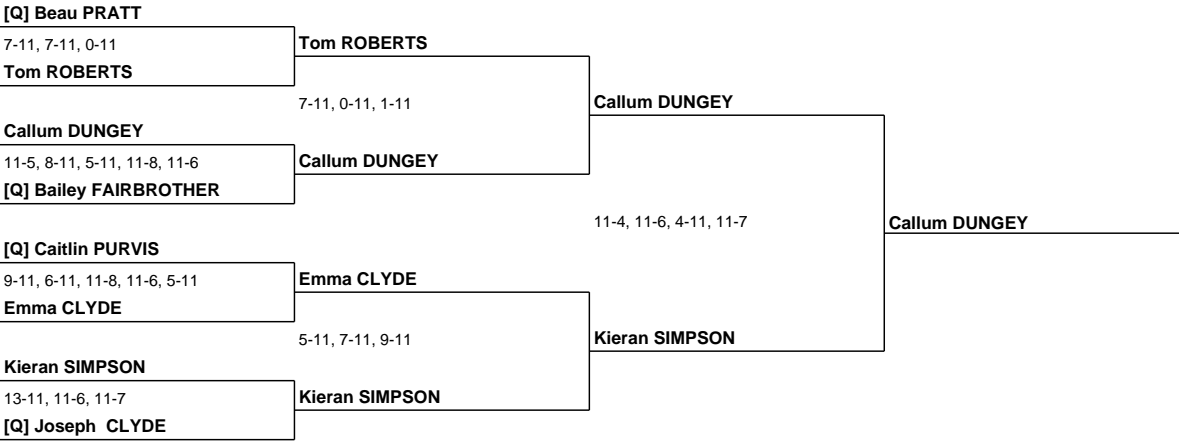 [Q] Beau PRATT
7-11, 7-11, 0-11
Tom ROBERTS
Tom ROBERTS
7-11, 0-11, 1-11
Callum DUNGEY
Callum DUNGEY
11-5, 8-11, 5-11, 11-8, 11-6
Callum DUNGEY
[Q] Bailey FAIRBROTHER
11-4, 11-6, 4-11, 11-7
Callum DUNGEY
[Q] Caitlin PURVIS
9-11, 6-11, 11-8, 11-6, 5-11
Emma CLYDE
Emma CLYDE
5-11, 7-11, 9-11
Kieran SIMPSON
Kieran SIMPSON
13-11, 11-6, 11-7
Kieran SIMPSON
[Q] Joseph  CLYDE